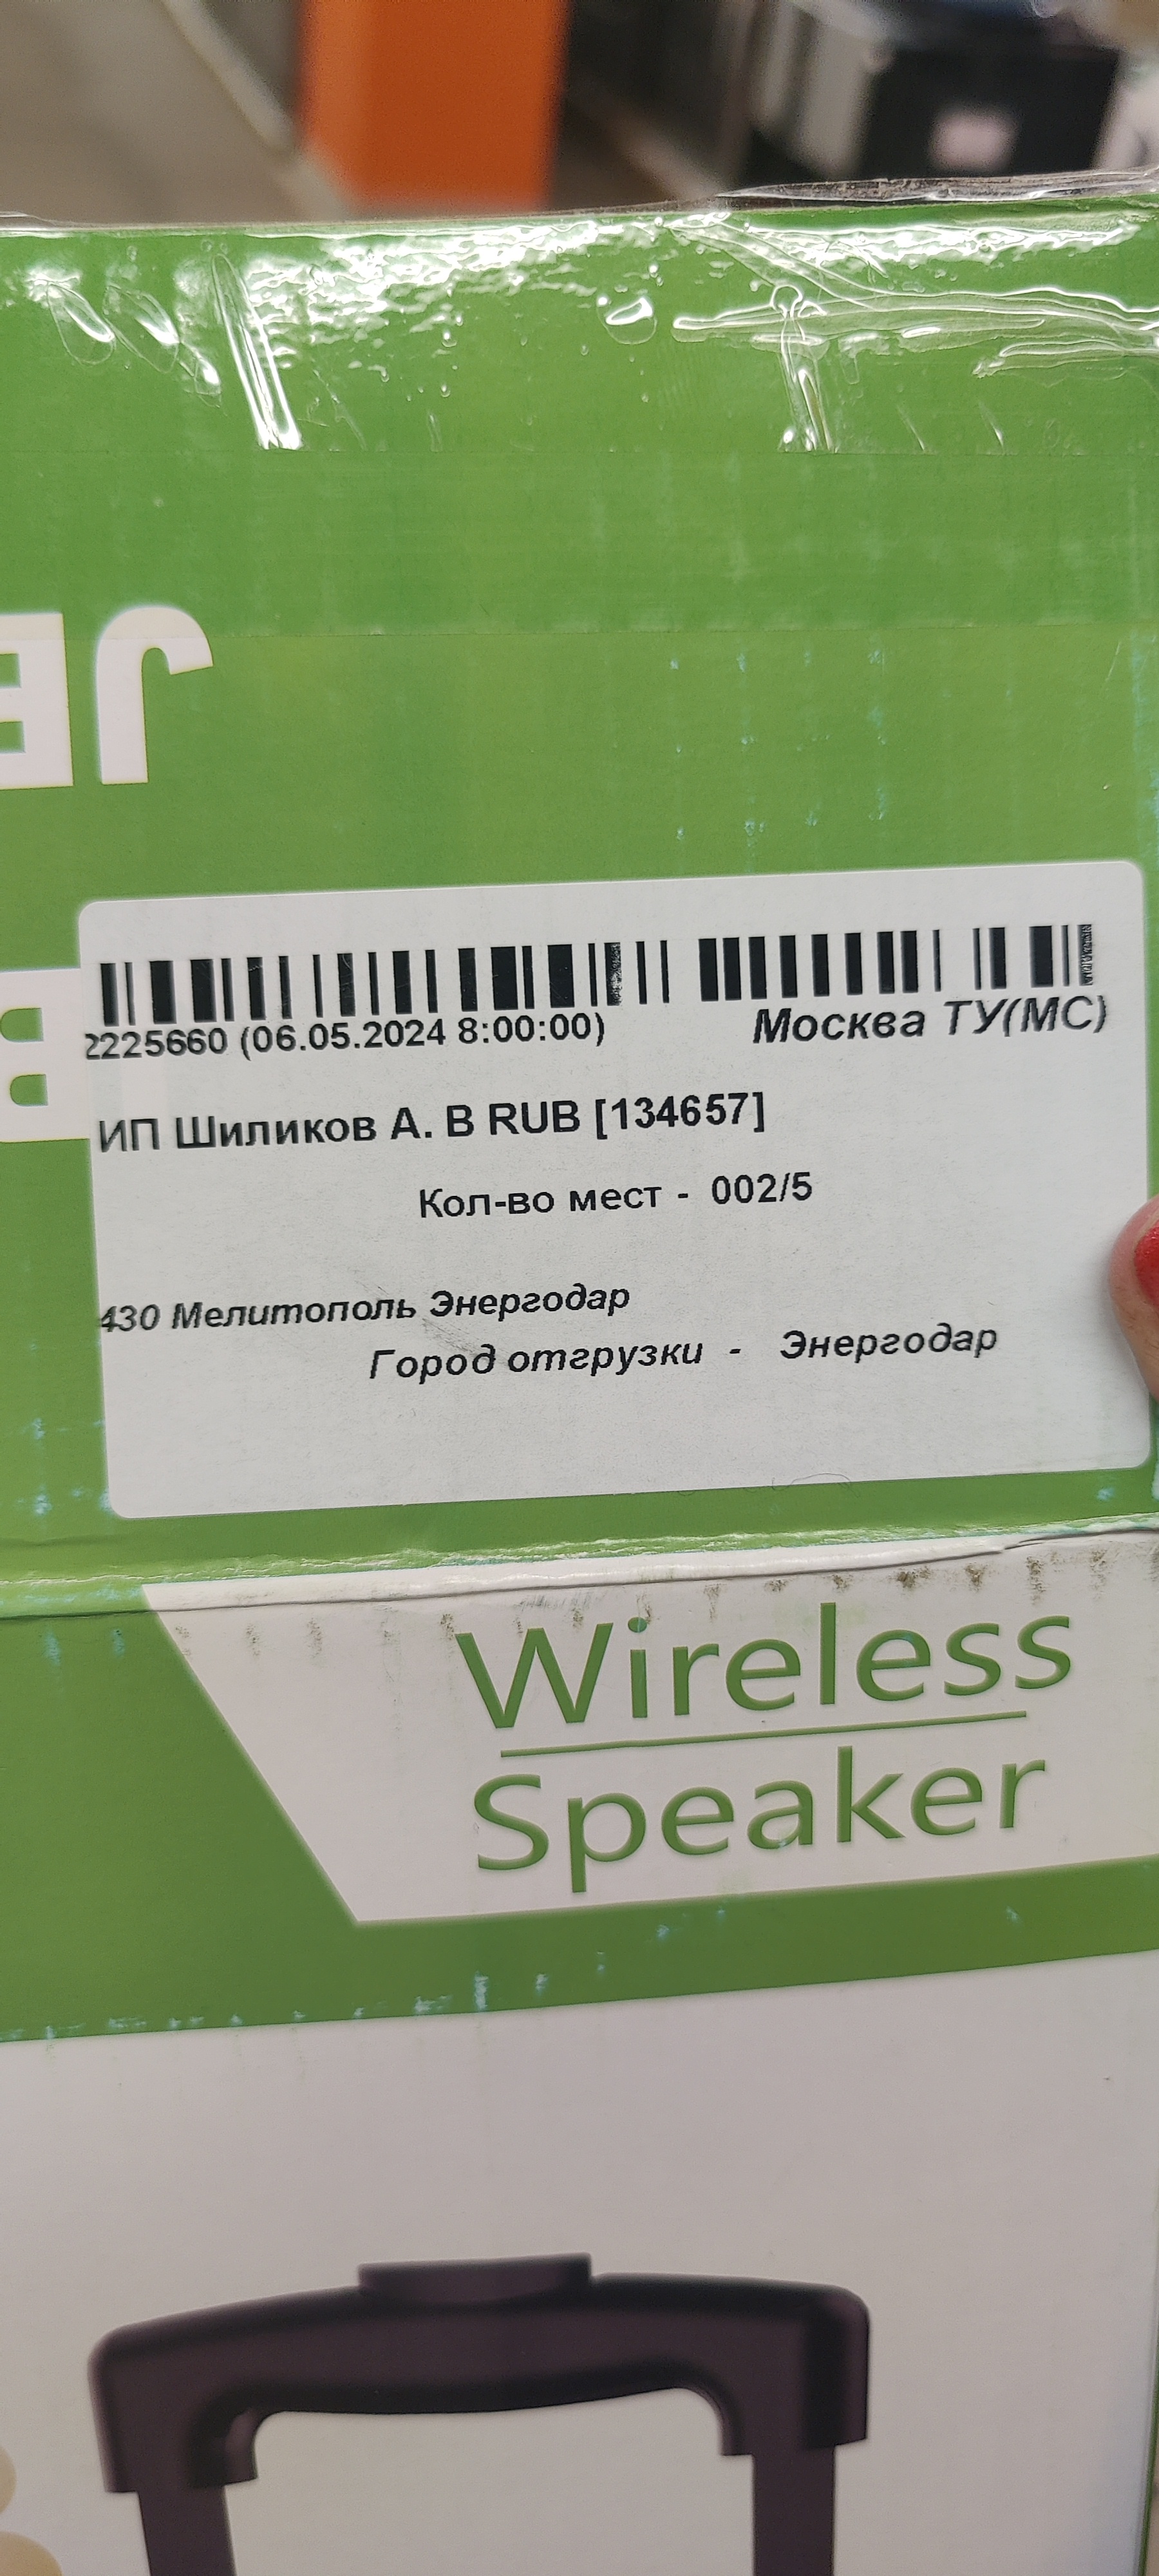 JE
B
2225660 (06.05.2024 8:00:00) Москва ТУ(МС)
ИП Шиликов А. В RUB [134657]
Кол-во мест - 002/5
430 Мелитополь Энергодар
Город отгрузки - Энергодар
Wireless
Speaker